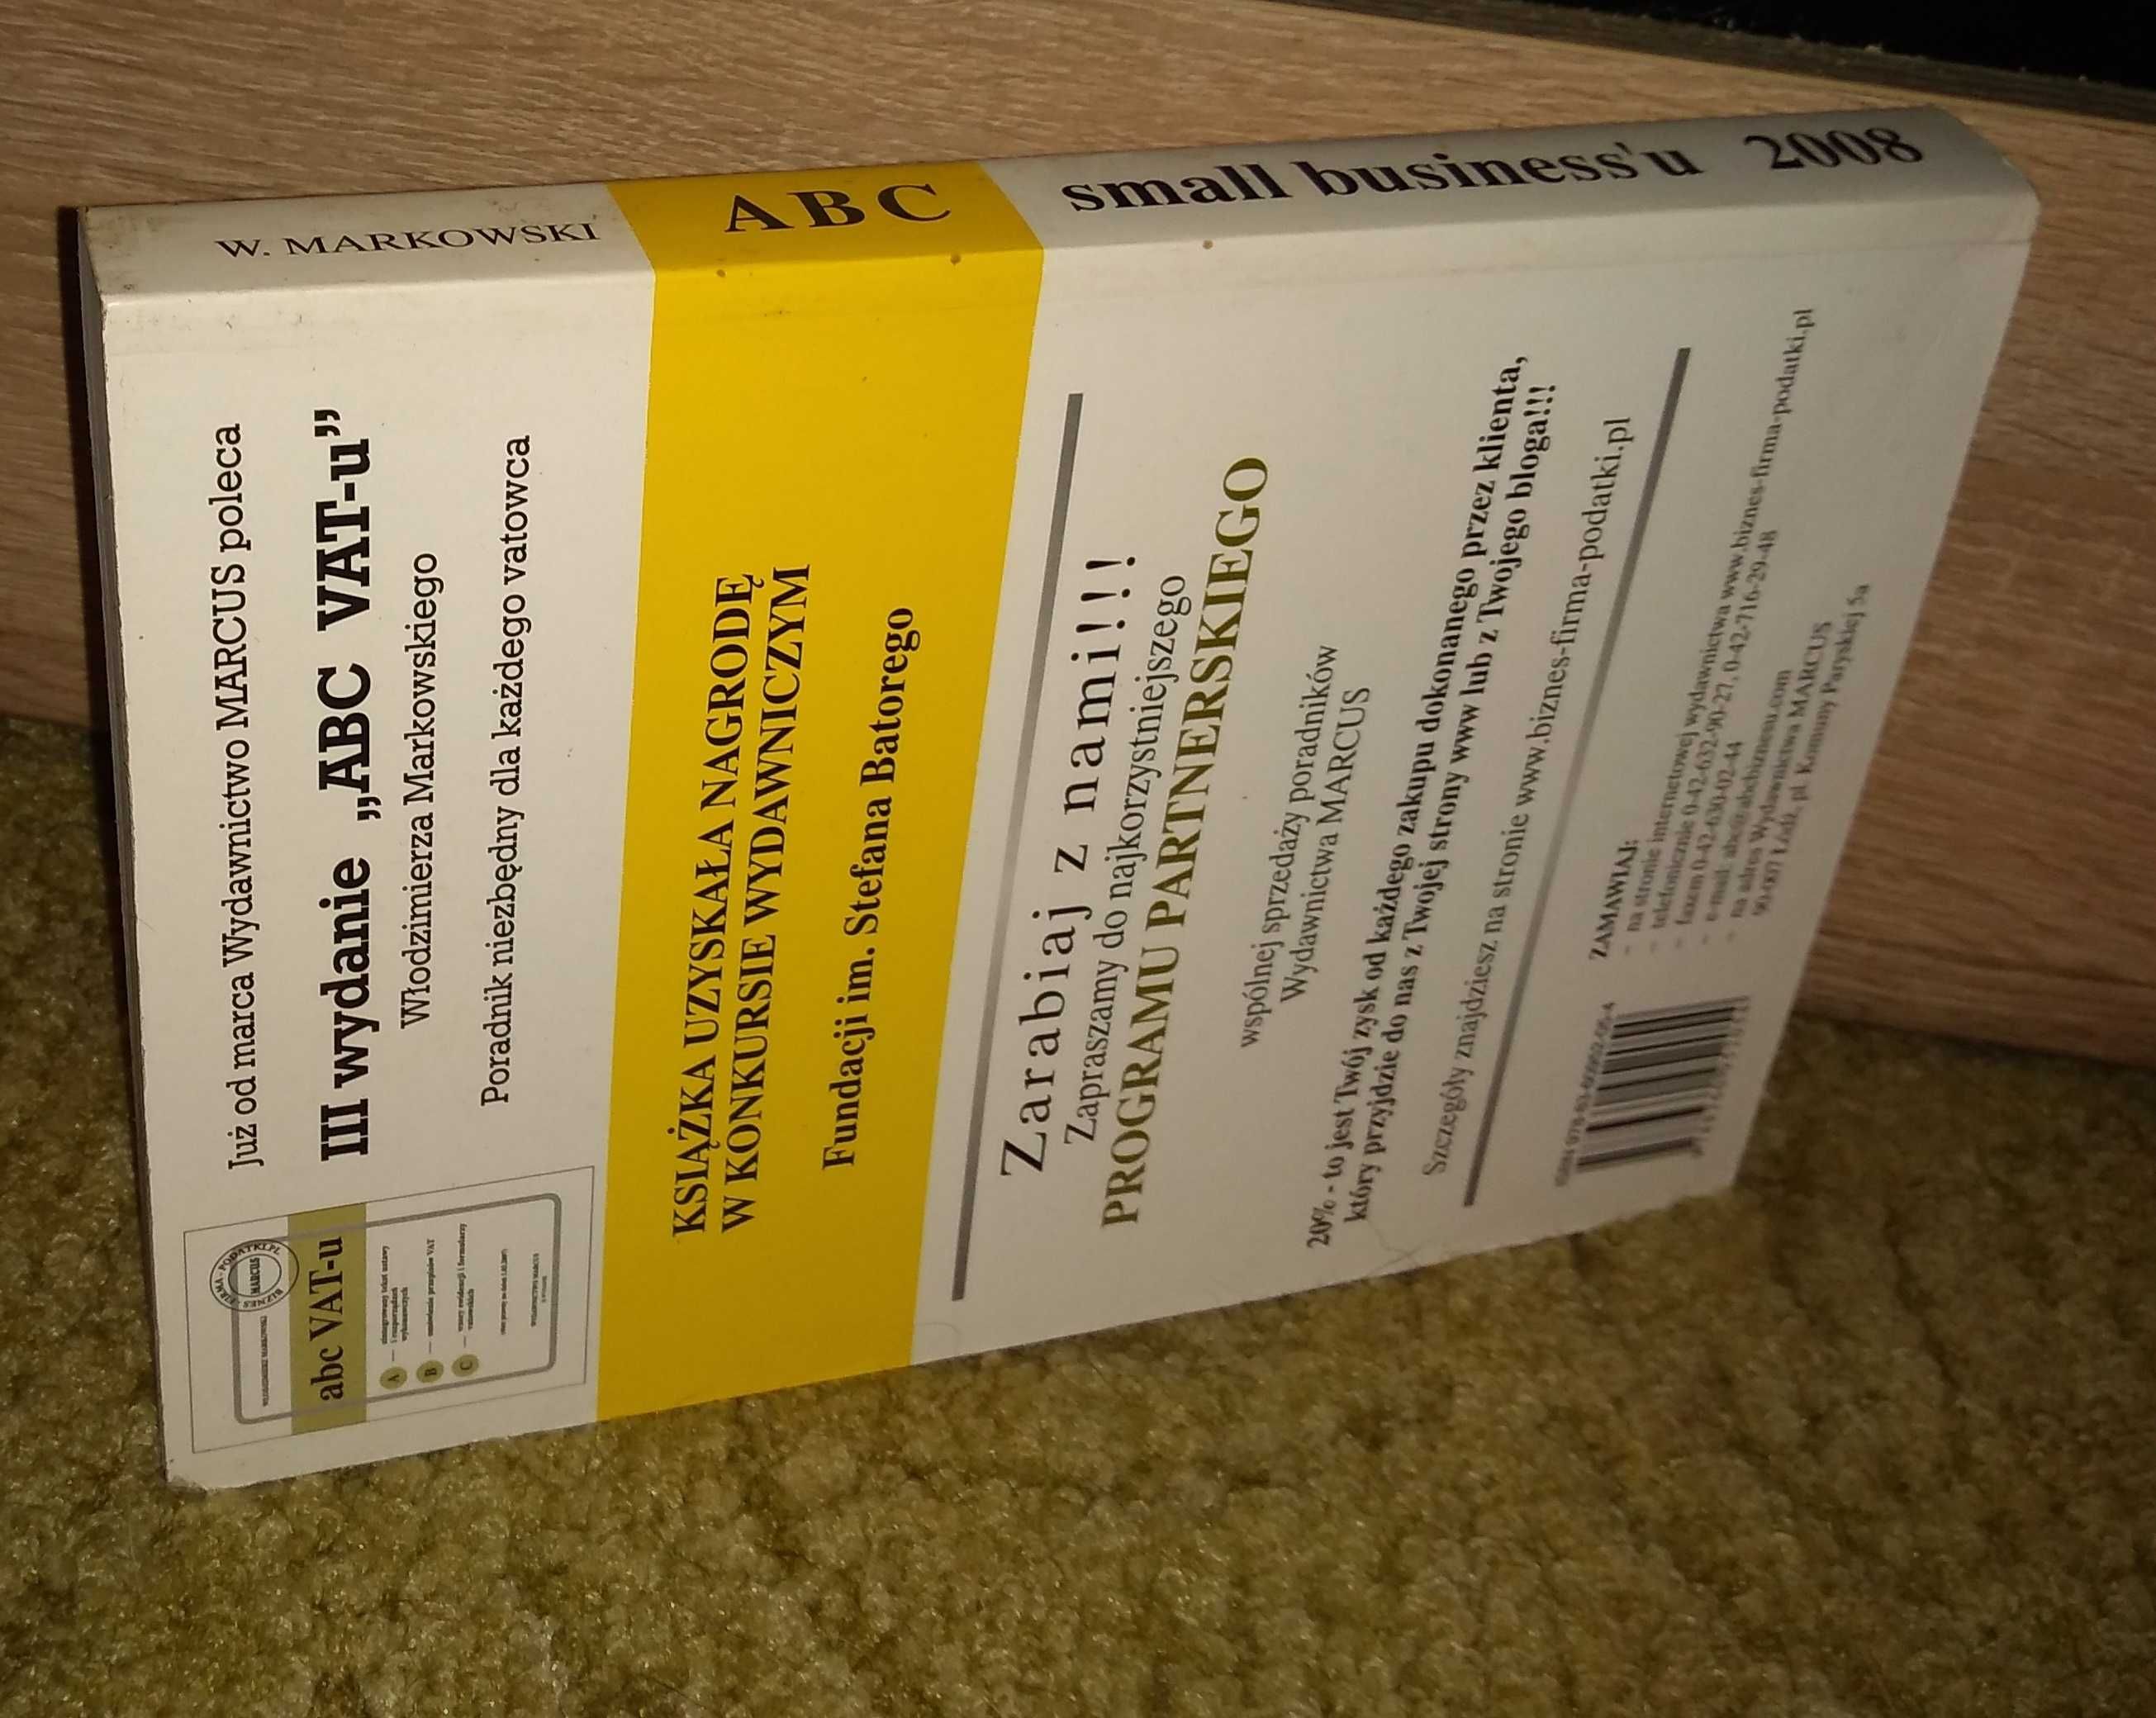 W. MARKOWSKI
ABC
small business'u 2008
Już od marca Wydawnictwo MARCUS poleca
III wydanie „ABC VAT-u”
Włodzimierza Markowskiego
Poradnik niezbędny dla każdego vatowca
BIZNES - FIRMA - PODATKI.PL
MARCUS
abc VAT-u
A
B
C
KSIĄŻKA UZYSKAŁA NAGRODĘ
W KONKURSIE WYDAWNICZYM
Fundacji im. Stefana Batorego
Zarabiaj z nami!!!
Zapraszamy do najkorzystniejszego
PROGRAMU PARTNERSKIEGO
wspólnej sprzedaży poradników
Wydawnictwa MARCUS
20% - to jest Twój zysk od każdego zakupu dokonanego przez klienta,
który przyjdzie do nas z Twojej strony www lub z Twojego bloga!!!
Szczegóły znajdziesz na stronie www.biznes-firma-podatki.pl
ZAMAWIAJ:
- na stronie internetowej wydawnictwa www.biznes-firma-podatki.pl
- telefonicznie 0-42-632-90-27, 0-42-716-29-48
- faxem 0-42-630-02-44
- e-mail:
- na adres Wydawnictwa MARCUS
90-007 Łódź, pl. Komuny Paryskiej 5a